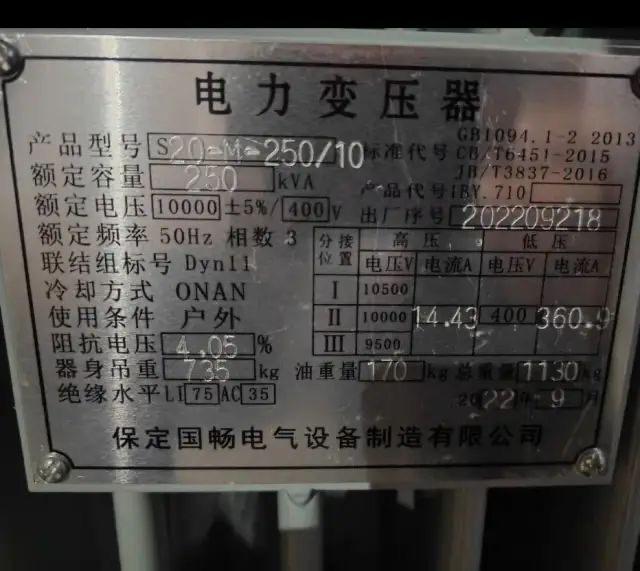 电力变压器
产品型号 S20-M-250/10 标准代号 GB1094.1-2 2013
GB/T6451-2015
JB/T3837-2016
额定容量 250 kVA 产品代号 1BY.710
额定电压 10000 ±5%/ 400 V 出厂序号 202209218
额定频率 50Hz 相数 3
联结组标号 Dyn11
冷却方式 ONAN
使用条件 户外
阻抗电压 4.05 %
分接位置 高压 低压
电压V 电流A 电压V 电流A
I 10500
II 10000 14.43 400 360.9
III 9500
器身吊重 735 kg 油重量 170 kg 总重量 1130 kg
绝缘水平 LI 75 AC 35 2022年 9 月
保定国畅电气设备制造有限公司